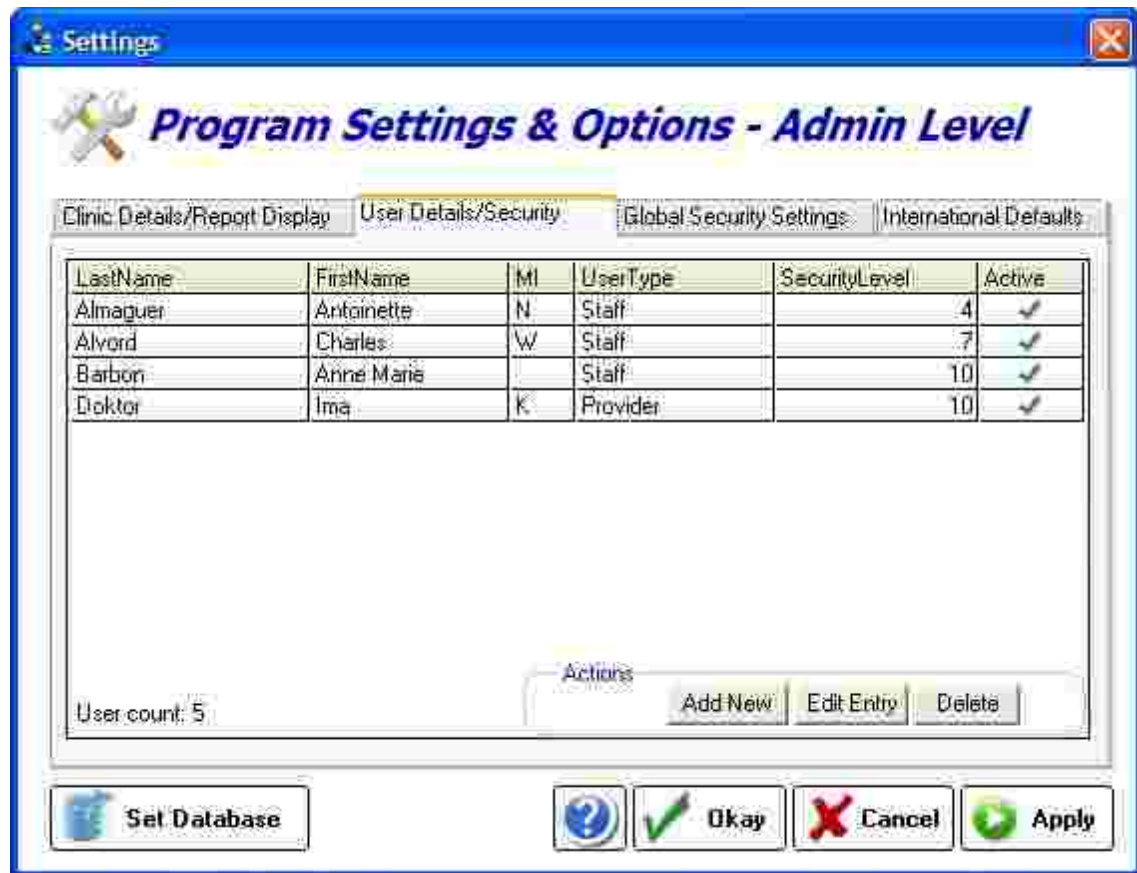 Settings
Program Settings & Options - Admin Level
Clinic Details/Report Display User Details/Security Global Security Settings International Defaults
LastName FirstName MI UserType SecurityLevel Active
Almaguer Antoinette N Staff 4
Alvord Charles W Staff 7
Barbon Anne Marie Staff 10
Doktor Ima K Provider 10
Actions
User count: 5 Add New Edit Entry Delete
Set Database ? Okay Cancel Apply